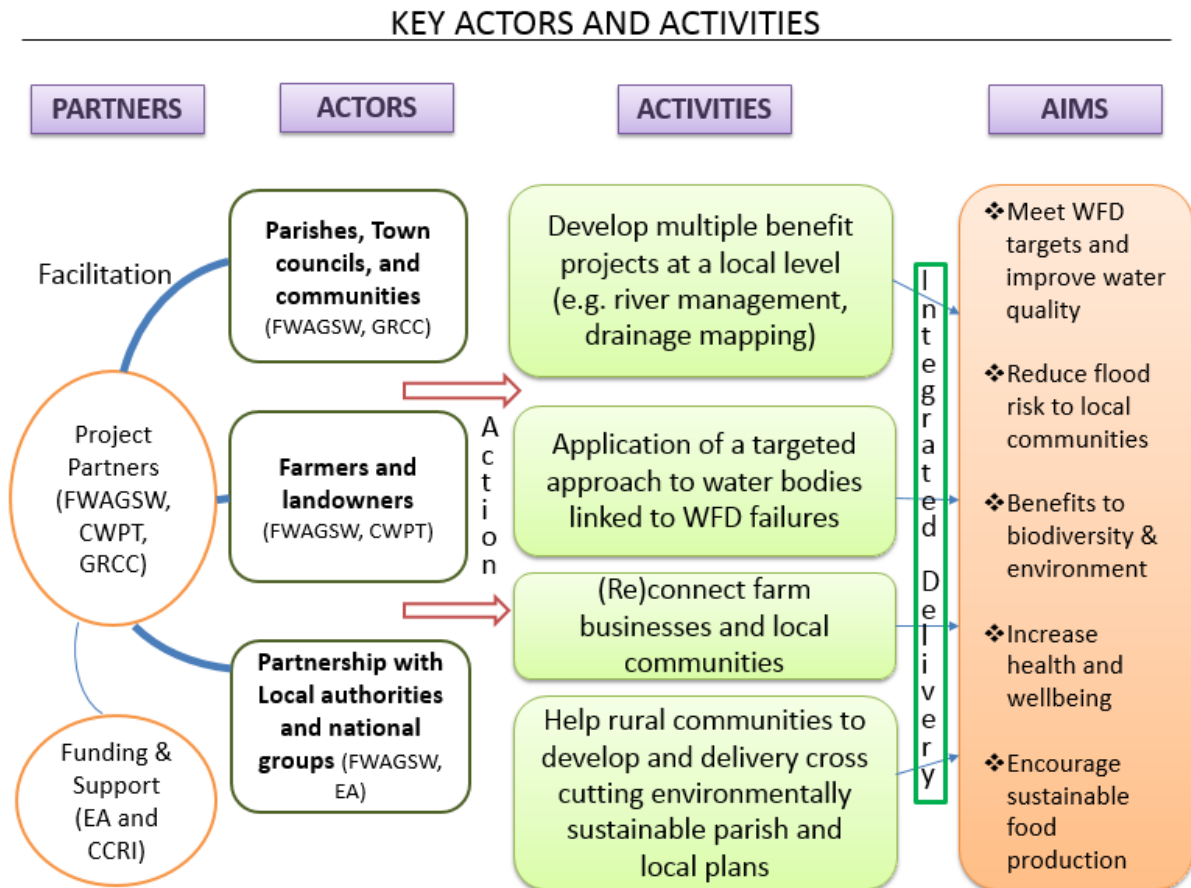 KEY ACTORS AND ACTIVITIES
PARTNERS
ACTORS
ACTIVITIES
AIMS
Facilitation
Project
Partners
(FWAGSW,
CWPT,
GRCC)
Funding &
Support
(EA and
CCRI)
Parishes, Town
councils, and
communities
(FWAGSW, GRCC)
Farmers and
landowners
(FWAGSW, CWPT)
Partnership with
Local authorities
and national
groups (FWAGSW,
EA)
Action
Develop multiple benefit
projects at a local level
(e.g. river management,
drainage mapping)
Application of a targeted
approach to water bodies
linked to WFD failures
(Re)connect farm
businesses and local
communities
Help rural communities to
develop and delivery cross
cutting environmentally
sustainable parish and
local plans
Integrated Delivery
❖Meet WFD
targets and
improve water
quality
❖Reduce flood
risk to local
communities
❖Benefits to
biodiversity &
environment
❖Increase
health and
wellbeing
❖Encourage
sustainable
food
production